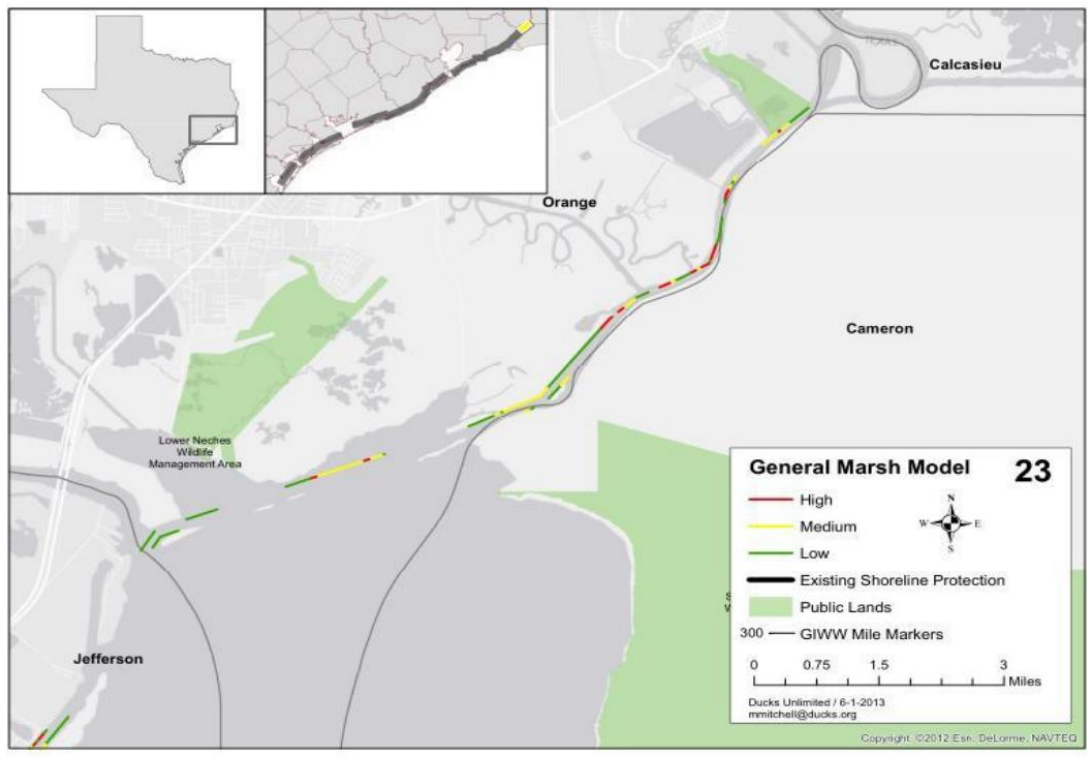 TEXAS
Calcasieu
Orange
Cameron
Lower Neches
Wildlife
Management Area
Jefferson
General Marsh Model 23
High
Medium
Low
Existing Shoreline Protection
Public Lands
300 GIWW Mile Markers
N
W E
S
0 0.75 1.5 3
Miles
Ducks Unlimited / 6-1-2013
mmitchell@ducks.org
Copyright: ©2012 Esri, DeLorme, NAVTEQ